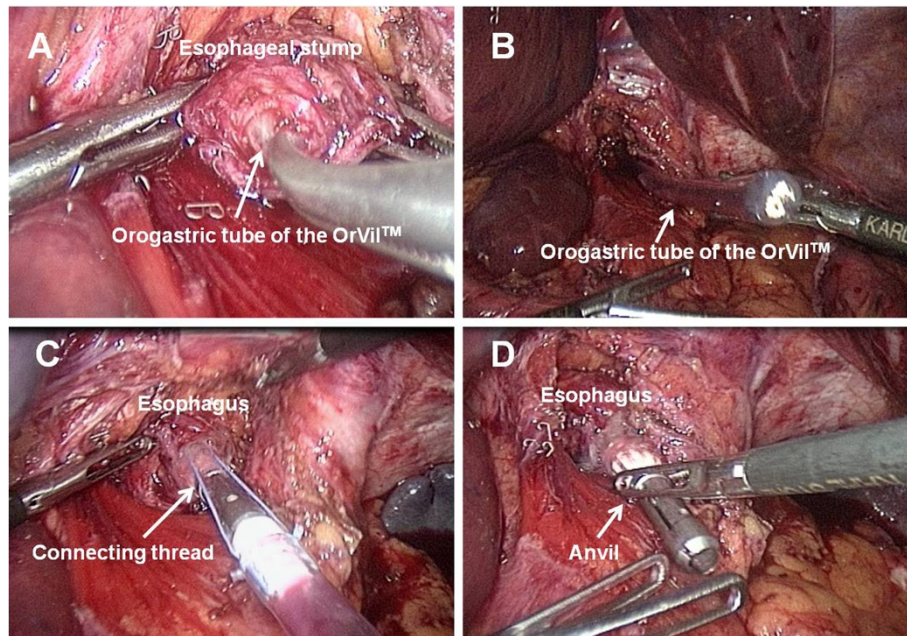 A
Esophageal stump
Orogastric tube of the OrVil™
B
Orogastric tube of the OrVil™
KARL
C
Esophagus
Connecting thread
D
Esophagus
Anvil